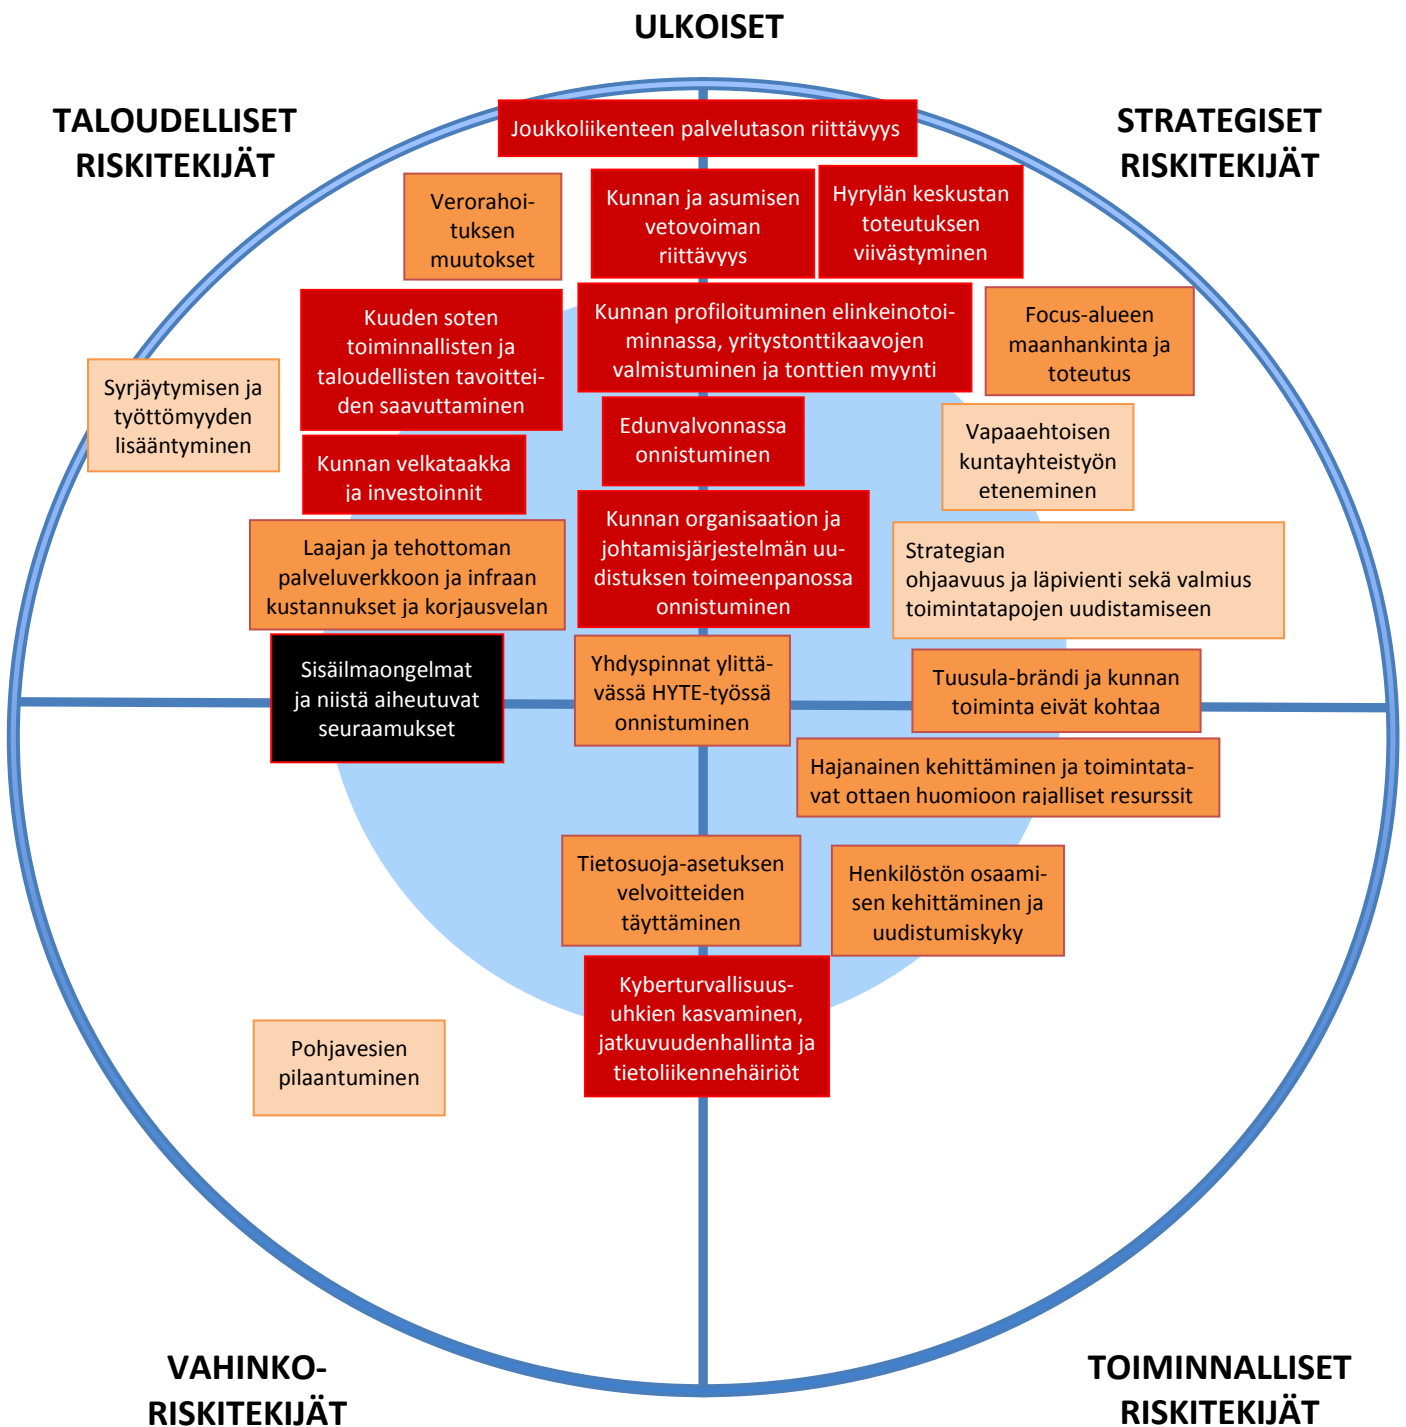 ULKOISET
TALOUDELLISET
RISKITEKIJÄT
STRATEGISET
RISKITEKIJÄT
Joukkoliikenteen palvelutason riittävyys
Verorahoi-
tuksen
muutokset
Kunnan ja asumisen
vetovoiman
riittävyys
Hyrylän keskustan
toteutuksen
viivästyminen
Kuuden soten
toiminnallisten ja
taloudellisten tavoittei-
den saavuttaminen
Kunnan profiloituminen elinkeinotoi-
minnassa, yritystonttikaavojen
valmistuminen ja tonttien myynti
Focus-alueen
maanhankinta ja
toteutus
Syrjäytymisen ja
työttömyyden
lisääntyminen
Edunvalvonnassa
onnistuminen
Vapaaehtoisen
kuntayhteistyön
eteneminen
Kunnan velkataakka
ja investoinnit
Kunnan organisaation ja
johtamisjärjestelmän uu-
distuksen toimeenpanossa
onnistuminen
Laajan ja tehottoman
palveluverkkoon ja infraan
kustannukset ja korjausvelan
Strategian
ohjaavuus ja läpivienti sekä valmius
toimintatapojen uudistamiseen
Sisäilmaongelmat
ja niistä aiheutuvat
seuraamukset
Yhdyspinnat ylittä-
vässä HYTE-työssä
onnistuminen
Tuusula-brändi ja kunnan
toiminta eivät kohtaa
Hajanainen kehittäminen ja toimintata-
vat ottaen huomioon rajalliset resurssit
Tietosuoja-asetuksen
velvoitteiden
täyttäminen
Henkilöstön osaami-
sen kehittäminen ja
uudistumiskyky
Kyberturvallisuus-
uhkien kasvaminen,
jatkuvuudenhallinta ja
tietoliikennehäiriöt
Pohjavesien
pilaantuminen
VAHINKO-
RISKITEKIJÄT
TOIMINNALLISET
RISKITEKIJÄT